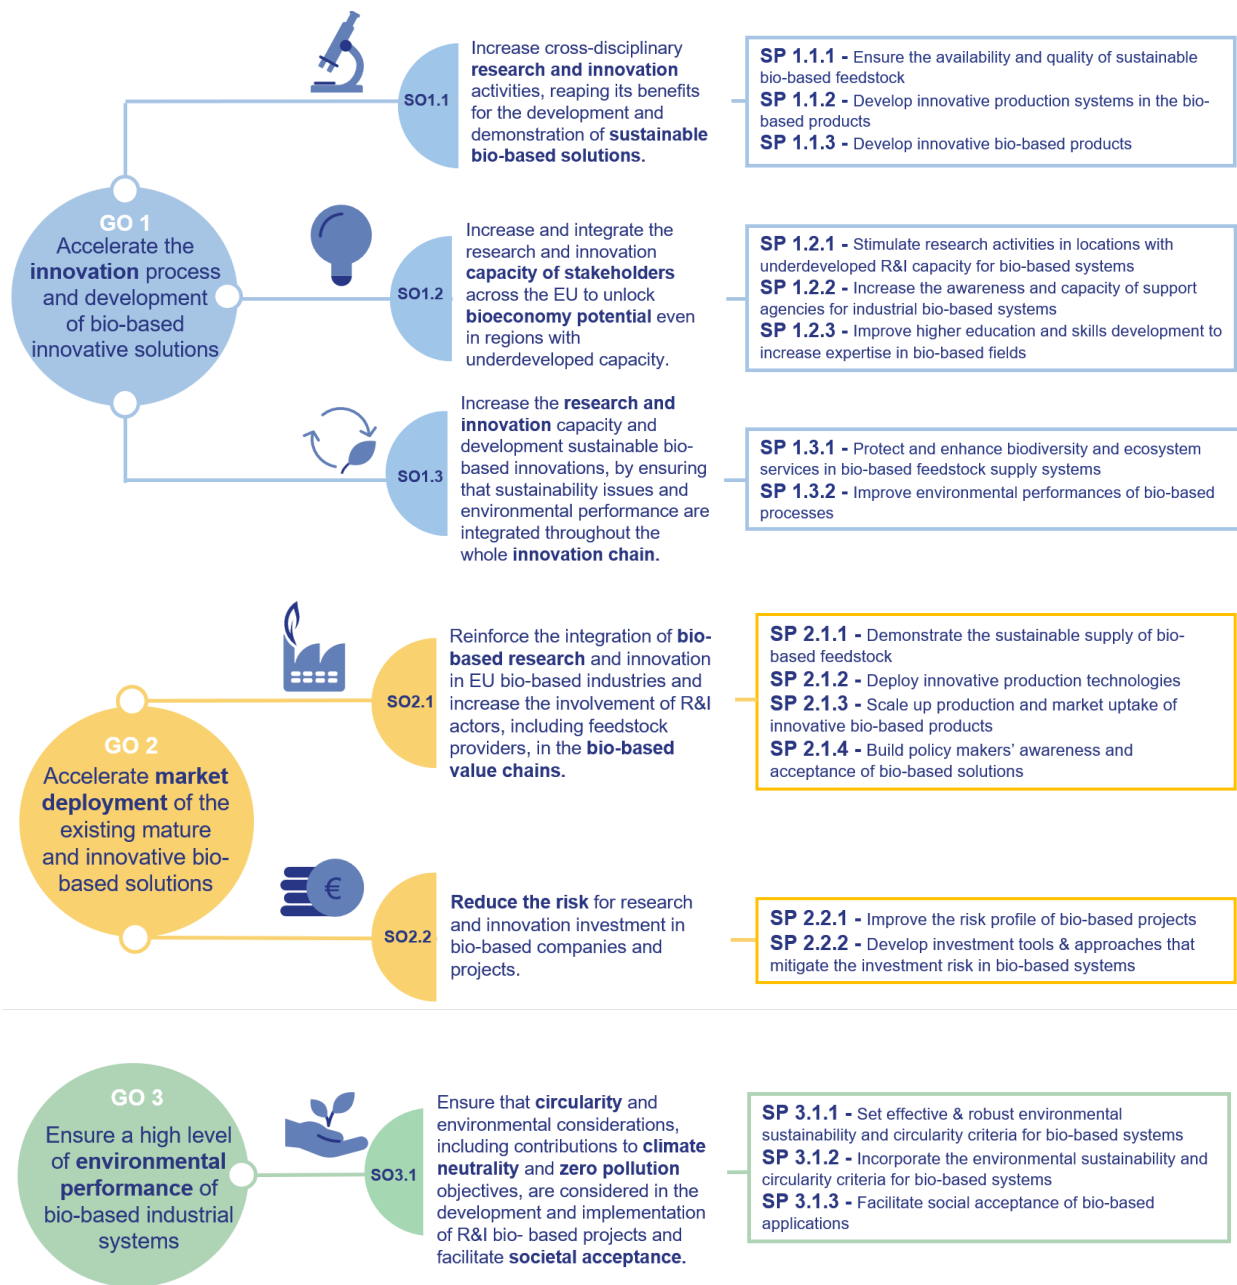 GO 1
Accelerate the
innovation process
and development
of bio-based
innovative solutions
SO1.1
Increase cross-disciplinary
research and innovation
activities, reaping its benefits
for the development and
demonstration of sustainable
bio-based solutions.
SP 1.1.1 - Ensure the availability and quality of sustainable
bio-based feedstock
SP 1.1.2 - Develop innovative production systems in the bio-
based products
SP 1.1.3 - Develop innovative bio-based products
SO1.2
Increase and integrate the
research and innovation
capacity of stakeholders
across the EU to unlock
bioeconomy potential even
in regions with
underdeveloped capacity.
SP 1.2.1 - Stimulate research activities in locations with
underdeveloped R&I capacity for bio-based systems
SP 1.2.2 - Increase the awareness and capacity of support
agencies for industrial bio-based systems
SP 1.2.3 - Improve higher education and skills development to
increase expertise in bio-based fields
SO1.3
Increase the research and
innovation capacity and
development sustainable bio-
based innovations, by ensuring
that sustainability issues and
environmental performance are
integrated throughout the
whole innovation chain.
SP 1.3.1 - Protect and enhance biodiversity and ecosystem
services in bio-based feedstock supply systems
SP 1.3.2 - Improve environmental performances of bio-based
processes
GO 2
Accelerate market
deployment of the
existing mature
and innovative bio-
based solutions
SO2.1
Reinforce the integration of bio-
based research and innovation
in EU bio-based industries and
increase the involvement of R&I
actors, including feedstock
providers, in the bio-based
value chains.
SP 2.1.1 - Demonstrate the sustainable supply of bio-
based feedstock
SP 2.1.2 - Deploy innovative production technologies
SP 2.1.3 - Scale up production and market uptake of
innovative bio-based products
SP 2.1.4 - Build policy makers' awareness and
acceptance of bio-based solutions
€
SO2.2
Reduce the risk for research
and innovation investment in
bio-based companies and
projects.
SP 2.2.1 - Improve the risk profile of bio-based projects
SP 2.2.2 - Develop investment tools & approaches that
mitigate the investment risk in bio-based systems
GO 3
Ensure a high level
of environmental
performance of
bio-based industrial
systems
SO3.1
Ensure that circularity and
environmental considerations,
including contributions to climate
neutrality and zero pollution
objectives, are considered in the
development and implementation
of R&I bio- based projects and
facilitate societal acceptance.
SP 3.1.1 - Set effective & robust environmental
sustainability and circularity criteria for bio-based systems
SP 3.1.2 - Incorporate the environmental sustainability and
circularity criteria for bio-based systems
SP 3.1.3 - Facilitate social acceptance of bio-based
applications